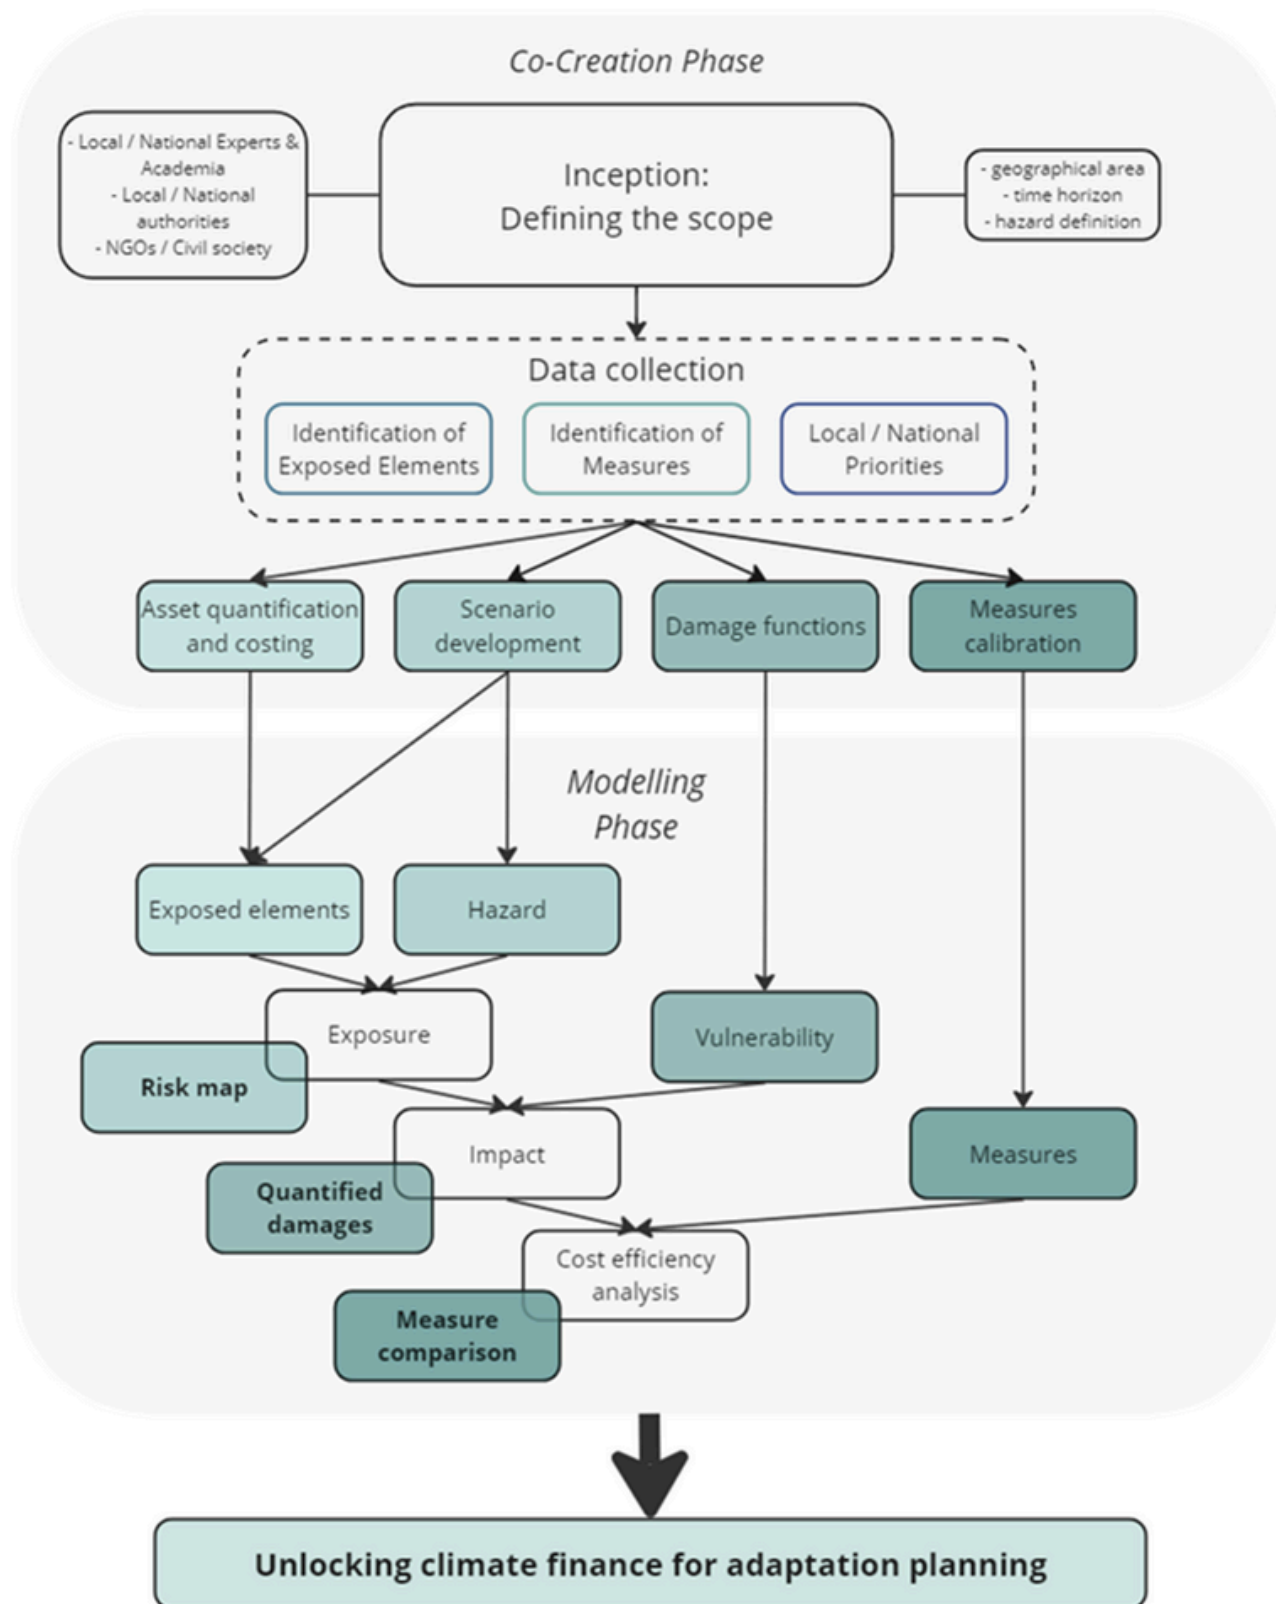 Co-Creation Phase
- Local / National Experts &
Academia
- Local / National
authorities
- NGOs / Civil society
Inception:
Defining the scope
- geographical area
- time horizon
- hazard definition
Data collection
Identification of
Exposed Elements
Identification of
Measures
Local / National
Priorities
Asset quantification
and costing
Scenario
development
Damage functions
Measures
calibration
Modelling
Phase
Exposed elements
Hazard
Exposure
Vulnerability
Risk map
Impact
Measures
Quantified
damages
Cost efficiency
analysis
Measure
comparison
Unlocking climate finance for adaptation planning